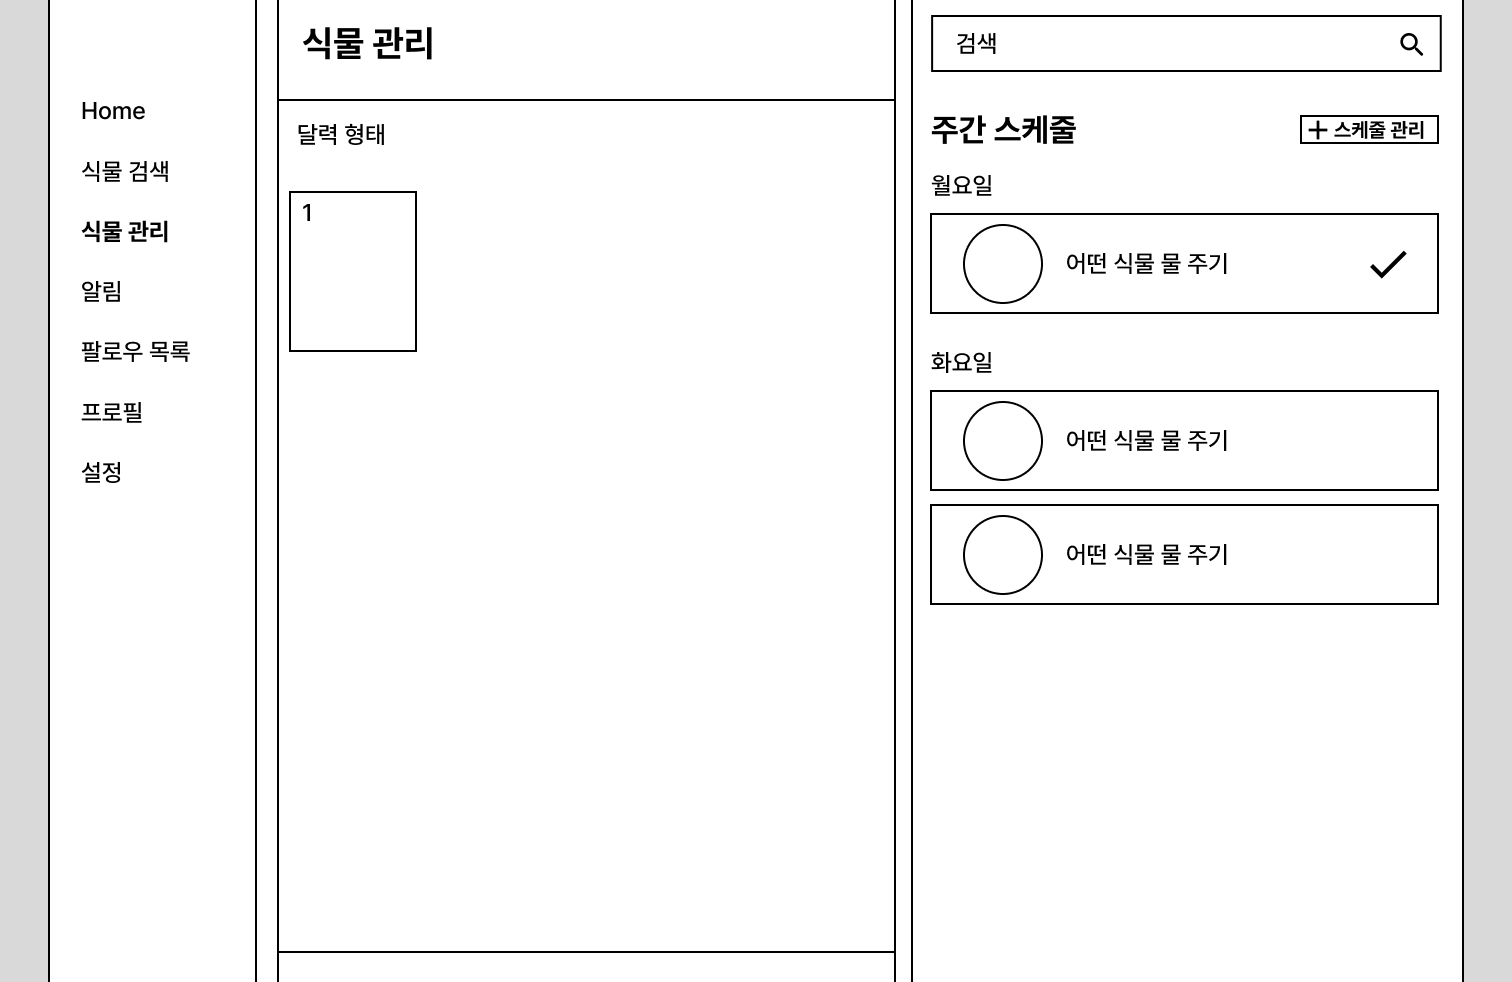 Home
식물 검색
식물 관리
알림
팔로우 목록
프로필
설정
식물 관리
달력 형태
1
검색
주간 스케줄
+ 스케줄 관리
월요일
어떤 식물 물 주기
화요일
어떤 식물 물 주기
어떤 식물 물 주기